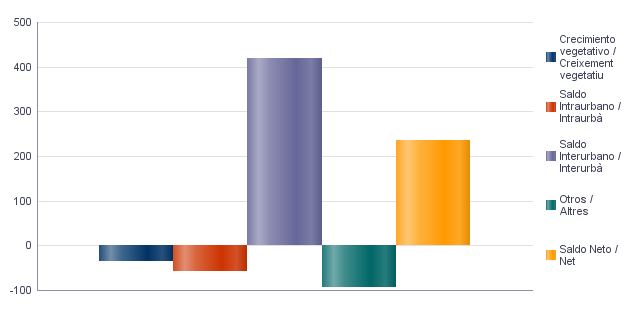 500
400
300
200
100
0
-100
Crecimiento
vegetativo /
Creixement
vegetatiu
Saldo
Intraurbano /
Intraurbà
Saldo
Interurbano /
Interurbà
Otros /
Altres
Saldo Neto /
Net